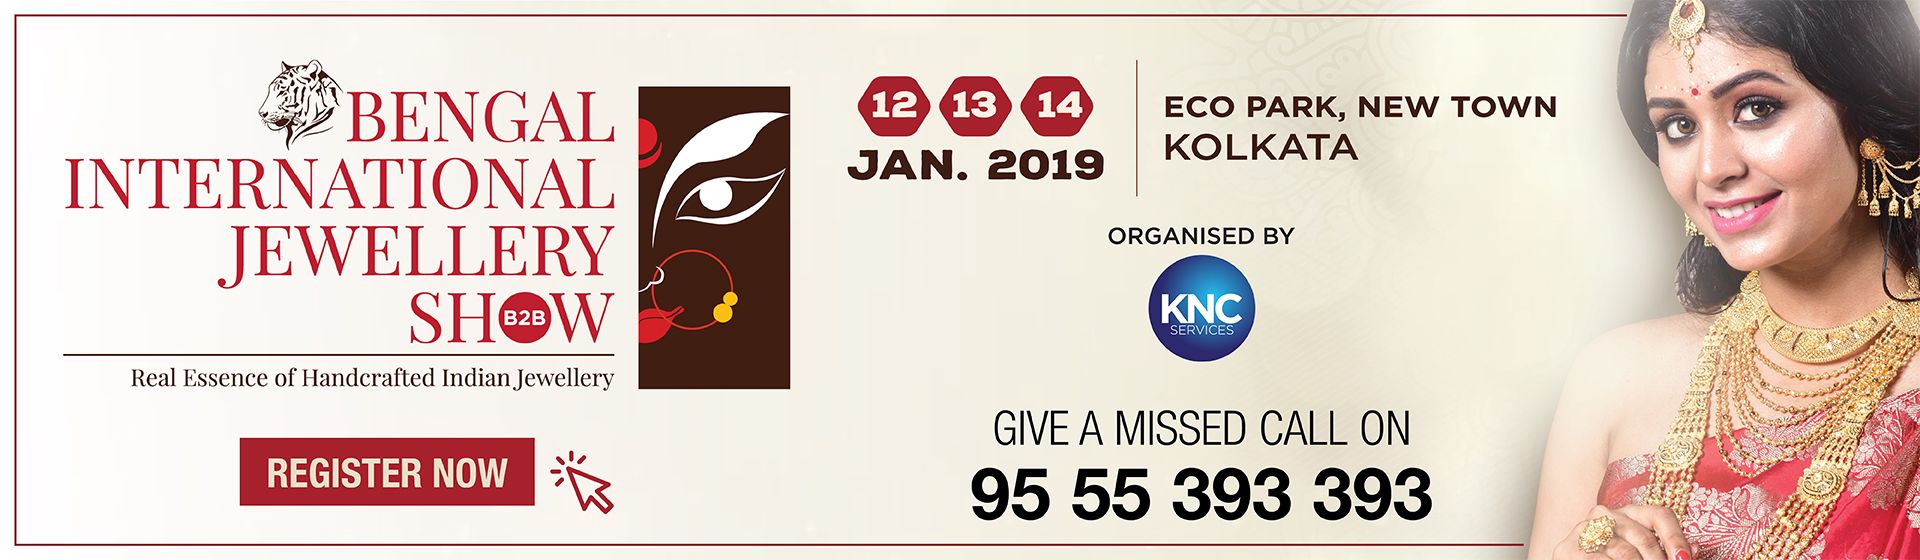 BENGAL
INTERNATIONAL
JEWELLERY
SHOW
B2B
Real Essence of Handcrafted Indian Jewellery
REGISTER NOW
12 13 14
JAN. 2019
ECO PARK, NEW TOWN
KOLKATA
ORGANISED BY
KNC
SERVICES
GIVE A MISSED CALL ON
95 55 393 393